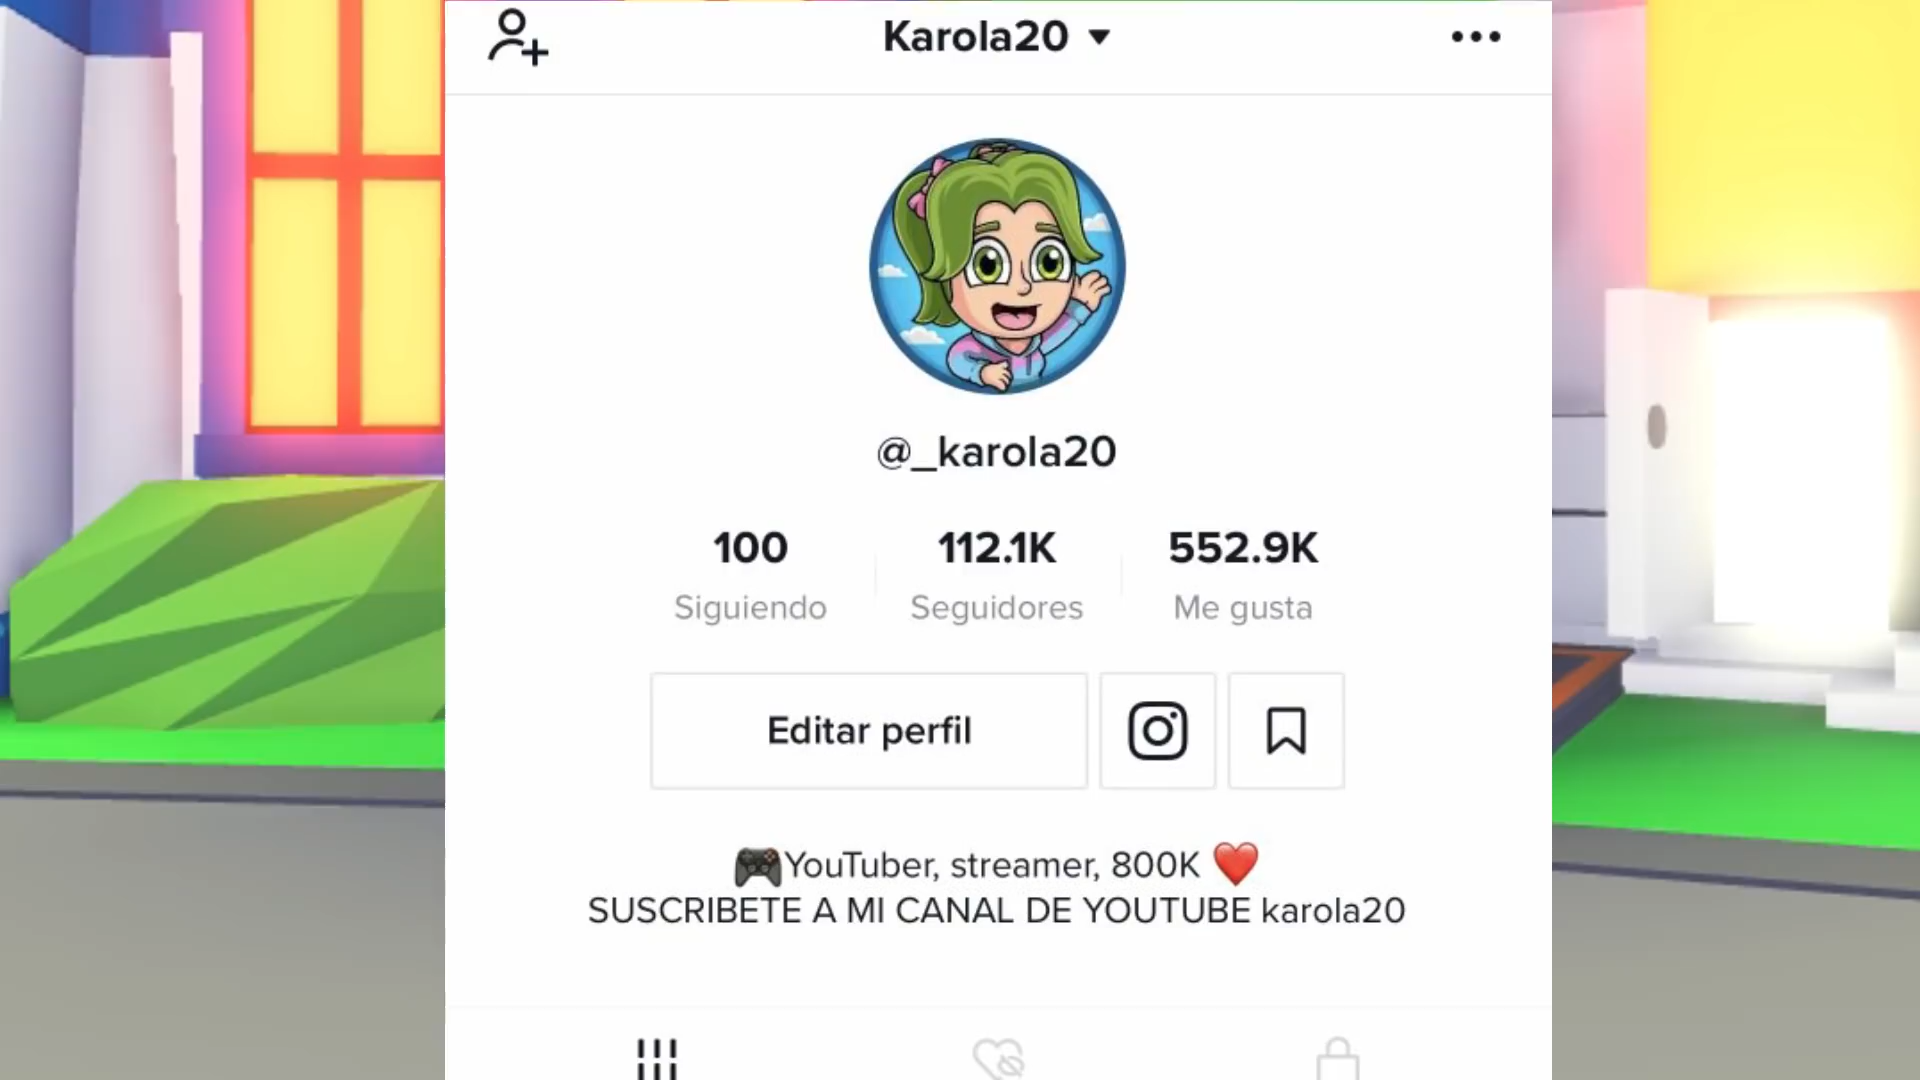 Karola20
@_karola20
100 112.1K 552.9K
Siguiendo Seguidores Me gusta
Editar perfil
🎮YouTuber, streamer, 800K ❤️
SUSCRIBETE A MI CANAL DE YOUTUBE karola20